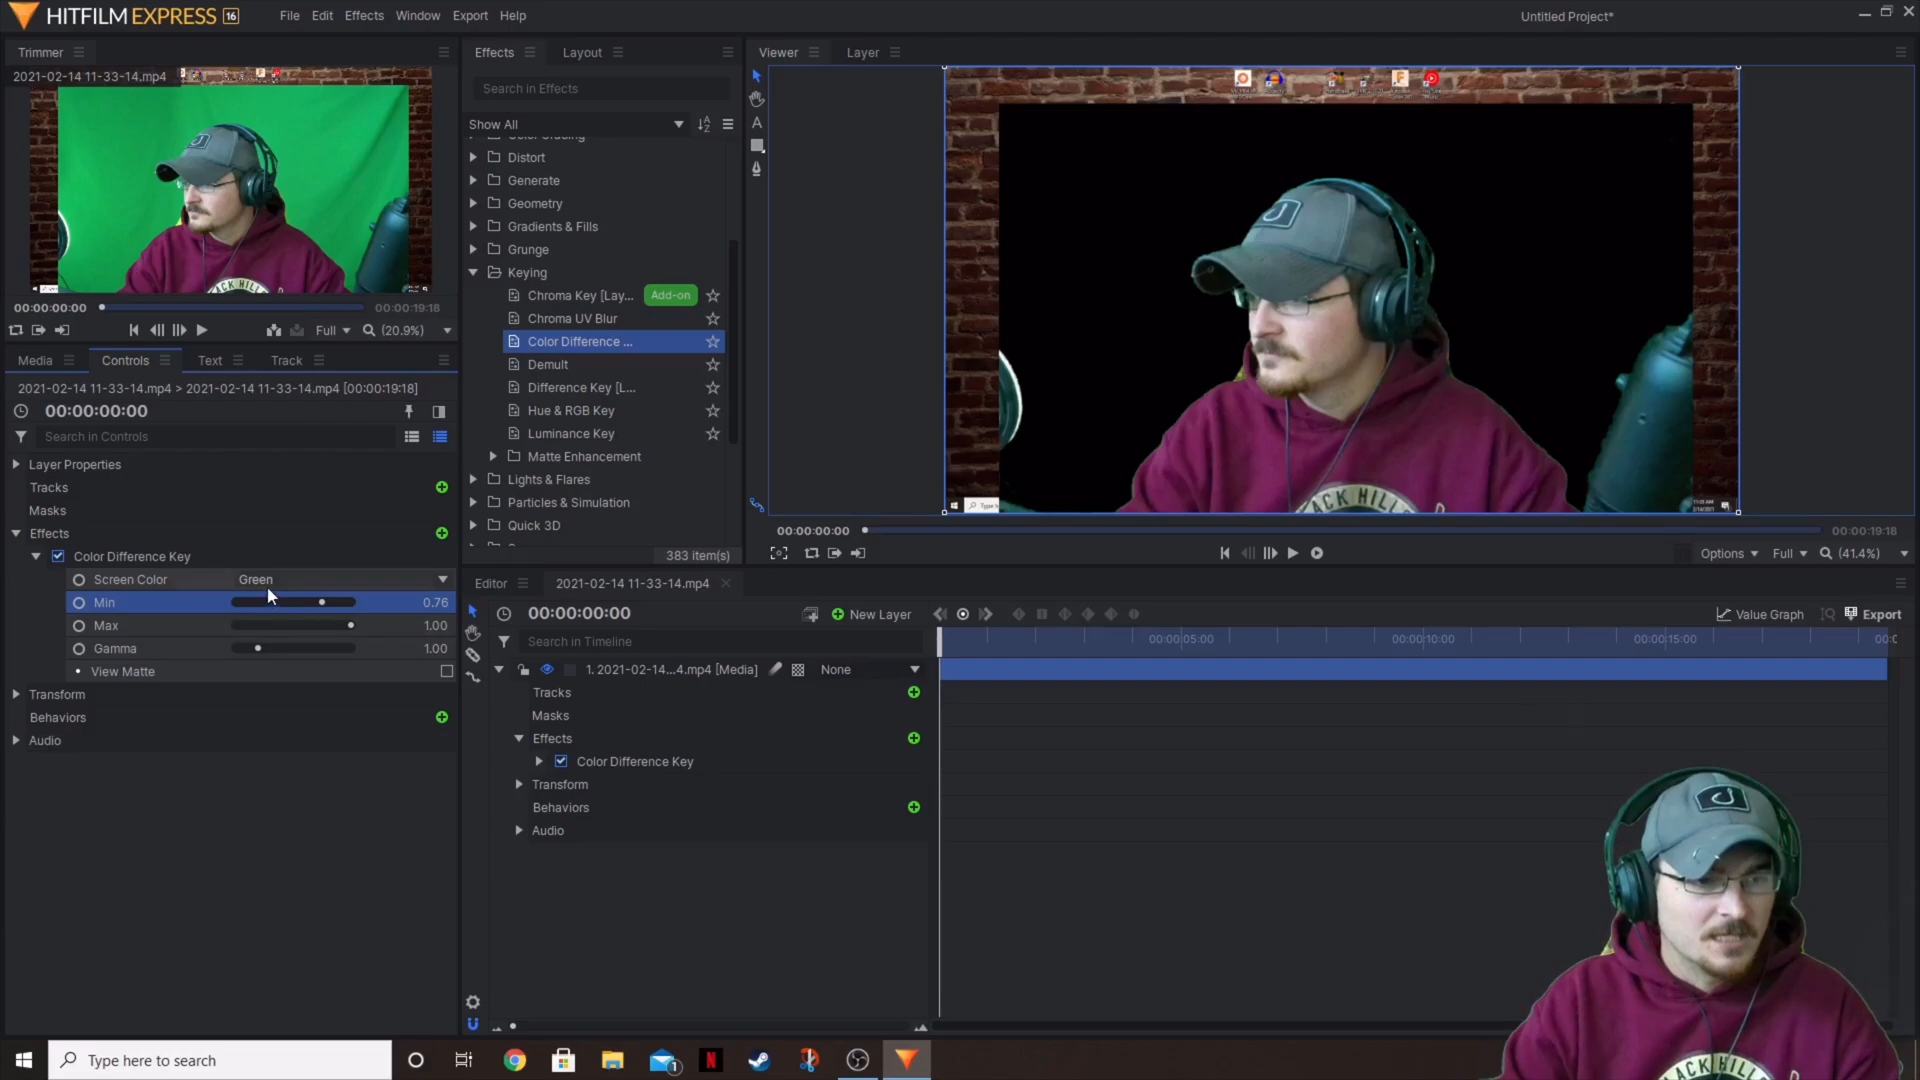 HITFILM EXPRESS 16
File Edit Effects Window Export Help
Untitled Project*
Trimmer
2021-02-14 11-33-14.mp4
00:00:00:00
00:00:19:18
Full
(20.9%)
Media
Controls
Text
Track
2021-02-14 11-33-14.mp4 > 2021-02-14 11-33-14.mp4 [00:00:19:18]
00:00:00:00
Search in Controls
Layer Properties
Tracks
Masks
Effects
Color Difference Key
Screen Color Green
Min 0.76
Max 1.00
Gamma 1.00
View Matte
Transform
Behaviors
Audio
Effects
Layout
Search in Effects
Show All
Color Grading
Distort
Generate
Geometry
Gradients & Fills
Grunge
Keying
Chroma Key [Lay... Add-on
Chroma UV Blur
Color Difference ...
Demult
Difference Key [L...
Hue & RGB Key
Luminance Key
Matte Enhancement
Lights & Flares
Particles & Simulation
Quick 3D
383 item(s)
Viewer
Layer
ACK HILL
00:00:00:00
00:00:19:18
Options
Full
(41.4%)
Editor
2021-02-14 11-33-14.mp4
00:00:00:00
New Layer
Value Graph
Export
Search in Timeline
00:00:05:00
00:00:10:00
00:00:15:00
1. 2021-02-14...4.mp4 [Media]
None
Tracks
Masks
Effects
Color Difference Key
Transform
Behaviors
Audio
ACK HILLS
Type here to search
1